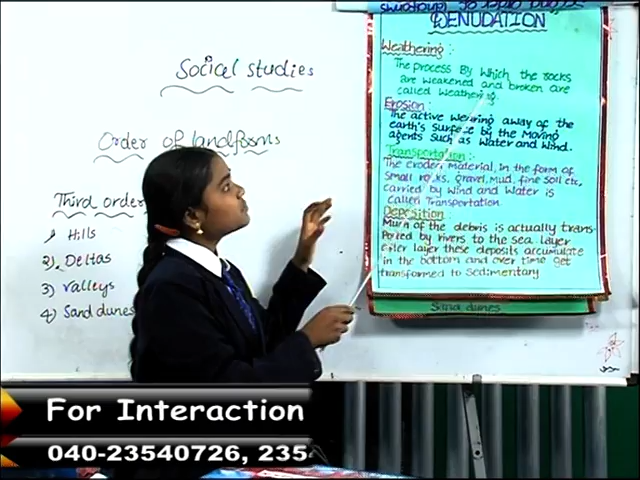 Social studies
Order of landforms
Third order
1) Hills
2) Deltas
3) Valleys
4) Sand dunes
DENUDATION
Weathering :
The process By which the rocks
are weakened and broken are
called Weathering.
Erosion :
The active wearing away of the
earth's surface by the Moving
agents such as Water and Wind.
Transportation :
The eroded material, in the form of
Small rocks, gravel, Mud, fine soil etc,
carried by Wind and Water is
called Transportation.
Deposition :
Much of the debris is actually trans-
Ported by rivers to the sea. layer
after layer these deposits accumulate
in the bottom and over time get
transformed to Sedimentary
Sand dunes
For Interaction
040-23540726, 235